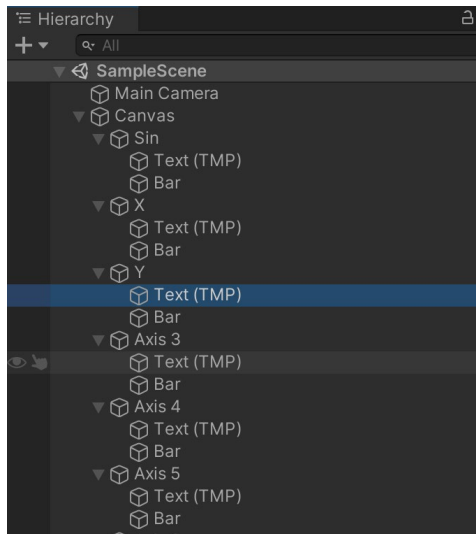 Hierarchy
All
SampleScene
Main Camera
Canvas
Sin
Text (TMP)
Bar
X
Text (TMP)
Bar
Y
Text (TMP)
Bar
Axis 3
Text (TMP)
Bar
Axis 4
Text (TMP)
Bar
Axis 5
Text (TMP)
Bar